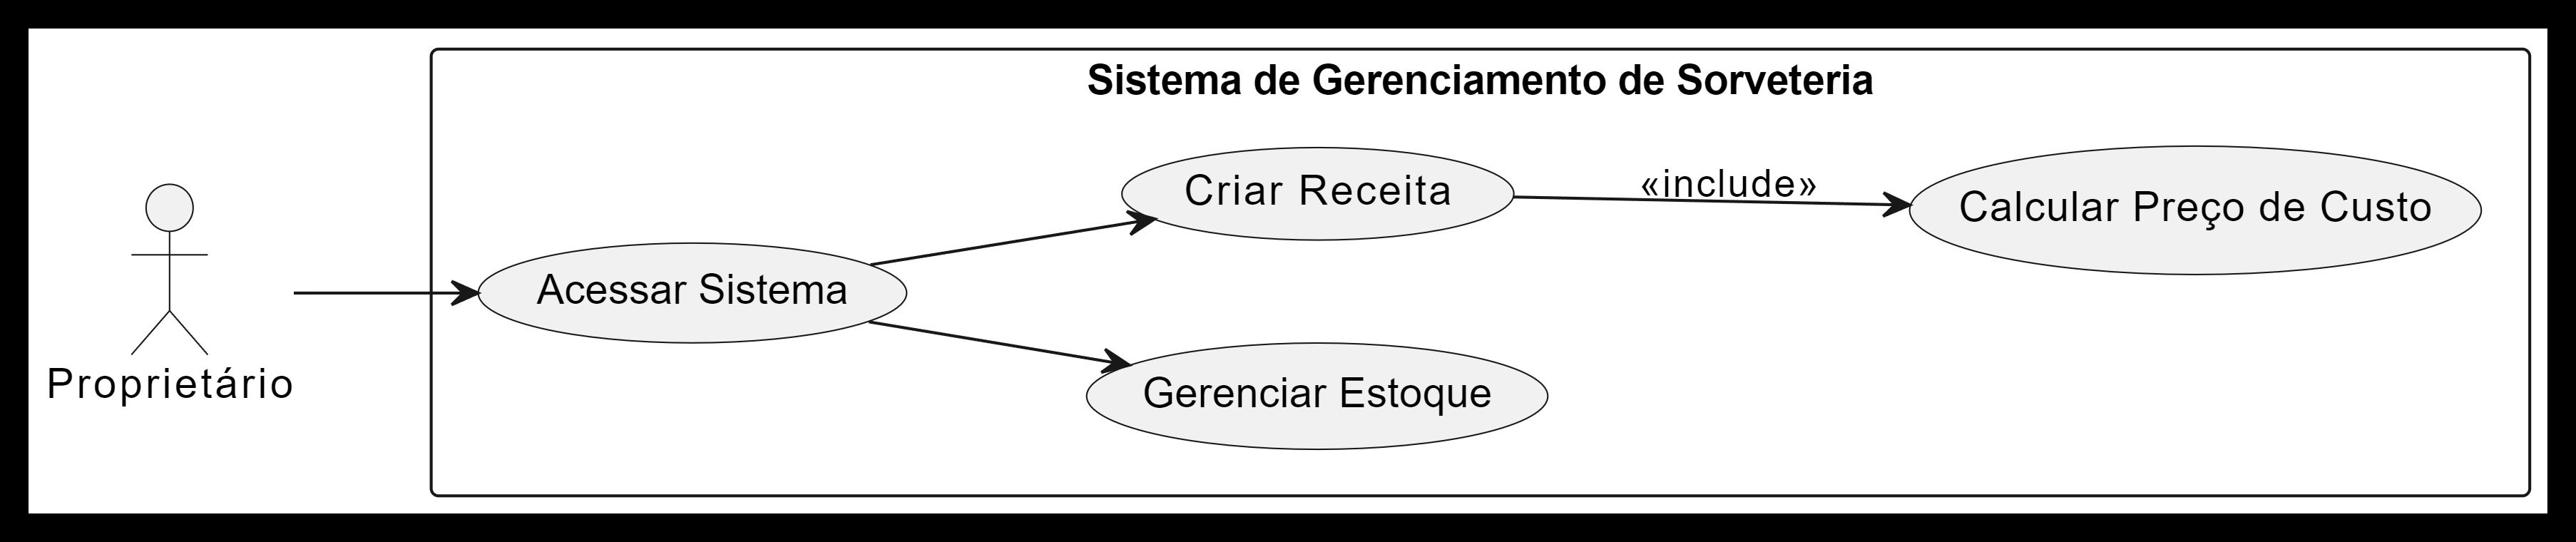 Sistema de Gerenciamento de Sorveteria
Criar Receita
«include»
Calcular Preço de Custo
Acessar Sistema
Proprietário
Gerenciar Estoque